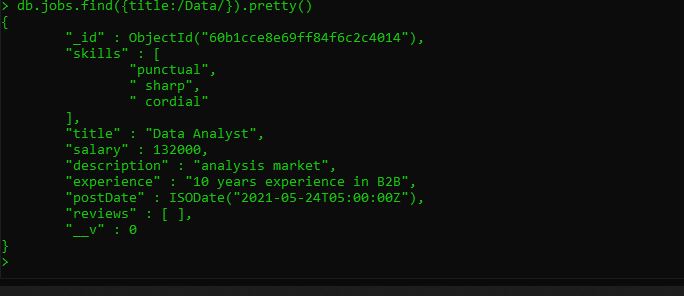 > db.jobs.find({title:/Data/}).pretty()
{
        "_id" : ObjectId("60b1cce8e69ff84f6c2c4014"),
        "skills" : [
                "punctual",
                " sharp",
                " cordial"
        ],
        "title" : "Data Analyst",
        "salary" : 132000,
        "description" : "analysis market",
        "experience" : "10 years experience in B2B",
        "postDate" : ISODate("2021-05-24T05:00:00Z"),
        "reviews" : [ ],
        "__v" : 0
}
>